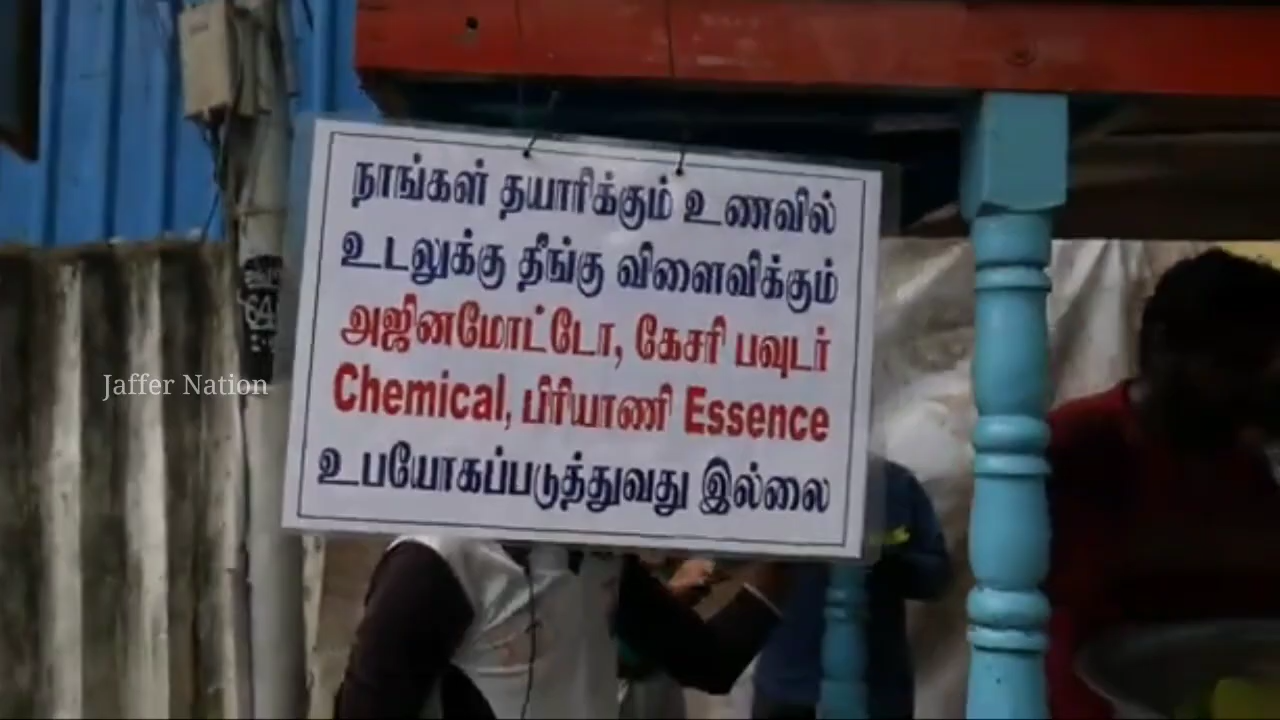 நாங்கள் தயாரிக்கும் உணவில்
உடலுக்கு தீங்கு விளைவிக்கும்
அஜினமோட்டோ, கேசரி பவுடர்
Chemical, பிரியாணி Essence
உபயோகப்படுத்துவது இல்லை
Jaffer Nation